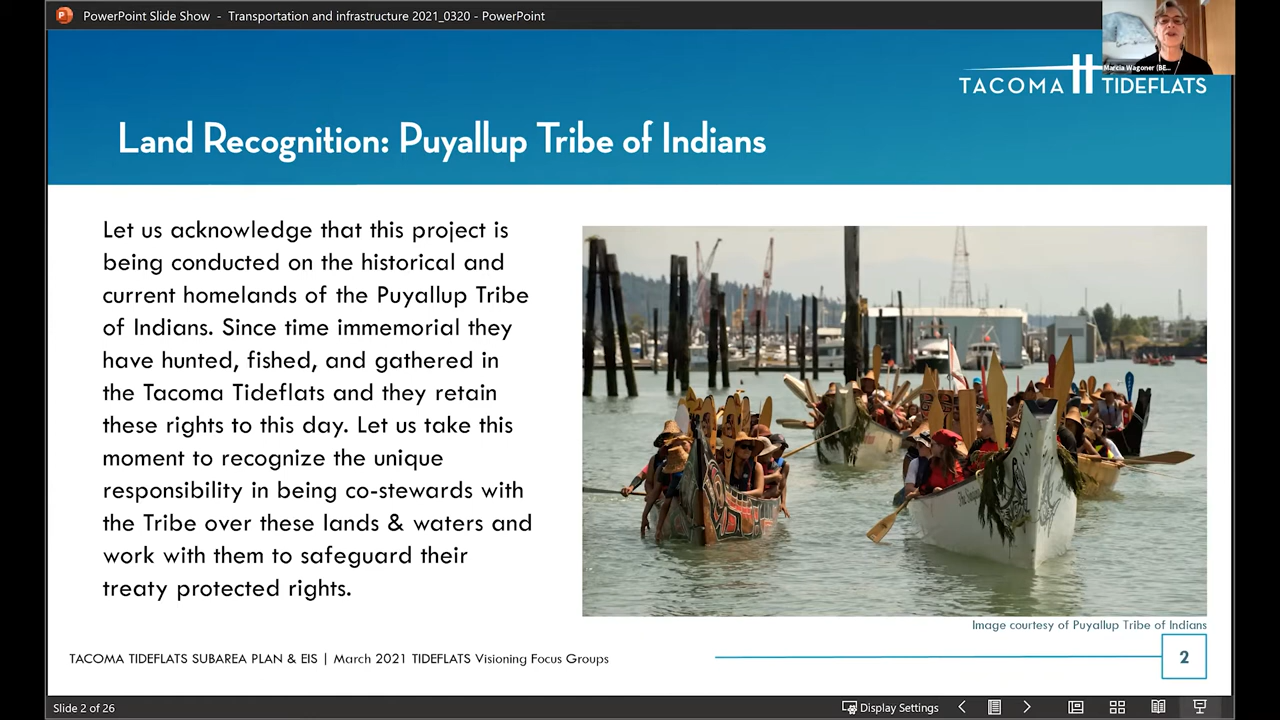 PowerPoint Slide Show - Transportation and infrastructure 2021_0320 - PowerPoint
Marcia Wagoner (BE...
TACOMA TIDEFLATS
Land Recognition: Puyallup Tribe of Indians
Let us acknowledge that this project is
being conducted on the historical and
current homelands of the Puyallup Tribe
of Indians. Since time immemorial they
have hunted, fished, and gathered in
the Tacoma Tideflats and they retain
these rights to this day. Let us take this
moment to recognize the unique
responsibility in being co-stewards with
the Tribe over these lands & waters and
work with them to safeguard their
treaty protected rights.
Image courtesy of Puyallup Tribe of Indians
TACOMA TIDEFLATS SUBAREA PLAN & EIS | March 2021 TIDEFLATS Visioning Focus Groups
2
Slide 2 of 26
Display Settings